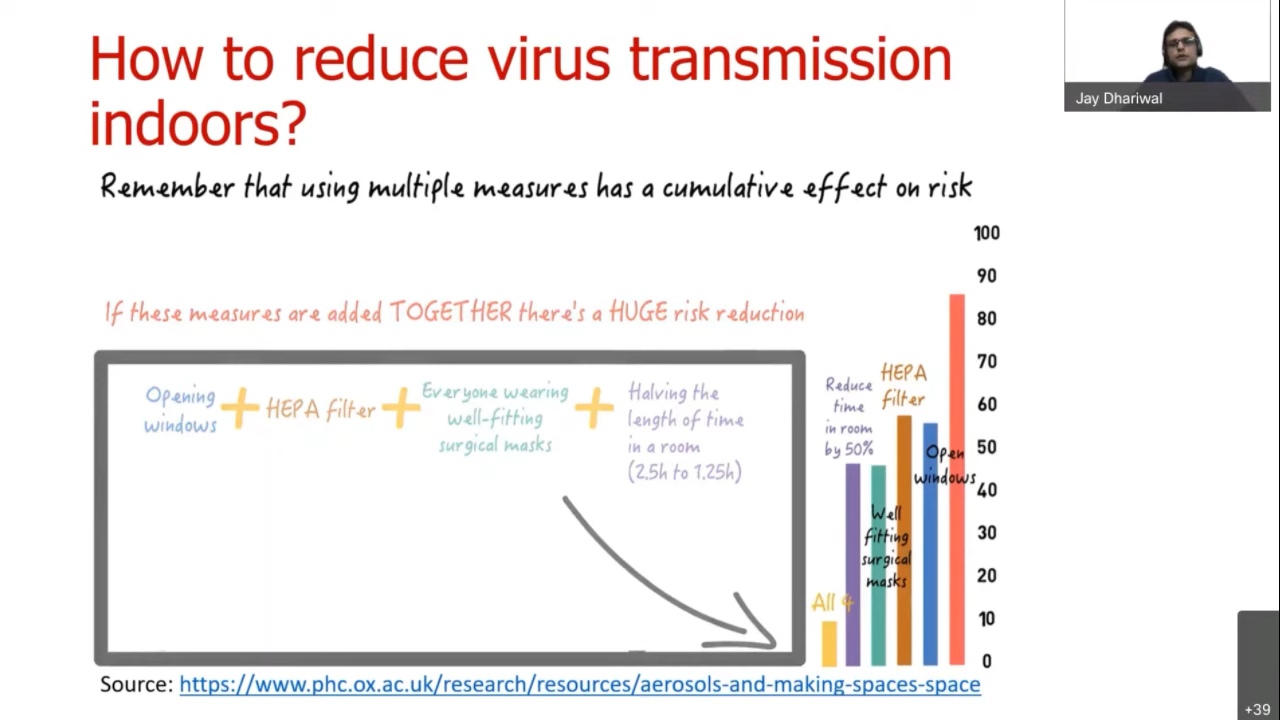 How to reduce virus transmission
indoors?
Jay Dhariwal
Remember that using multiple measures has a cumulative effect on risk
If these measures are added TOGETHER there's a HUGE risk reduction
Opening
windows
+
HEPA filter
+
Everyone wearing
well-fitting
surgical masks
+
Halving the
length of time
in a room
(2.5h to 1.25h)
All 4
Reduce
time
in room
by 50%
Well
fitting
surgical
masks
HEPA
filter
Open
windows
100
90
80
70
60
50
40
30
20
10
0
Source: https://www.phc.ox.ac.uk/research/resources/aerosols-and-making-spaces-space
+39